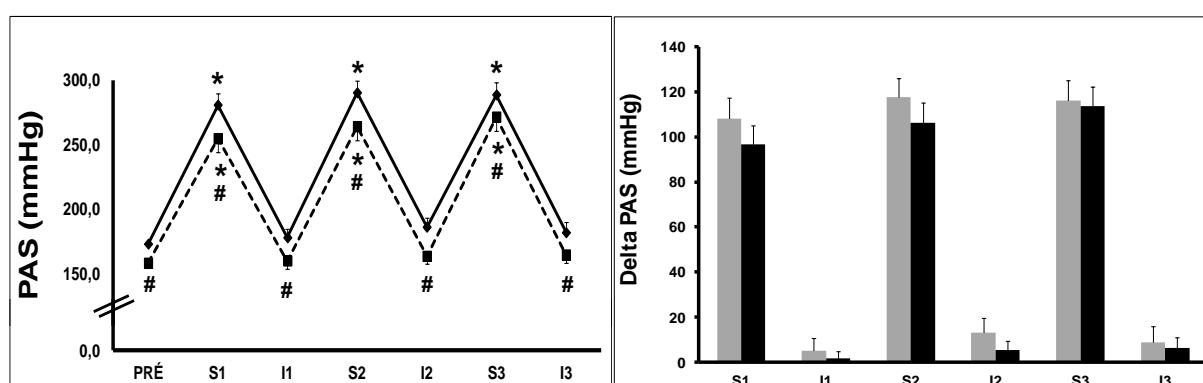 PAS (mmHg)
300,0
250,0
200,0
150,0
0,0
* * *
* * *
# # #
# # # #
PRÉ S1 I1 S2 I2 S3 I3
Delta PAS (mmHg)
140
120
100
80
60
40
20
0
S1 I1 S2 I2 S3 I3